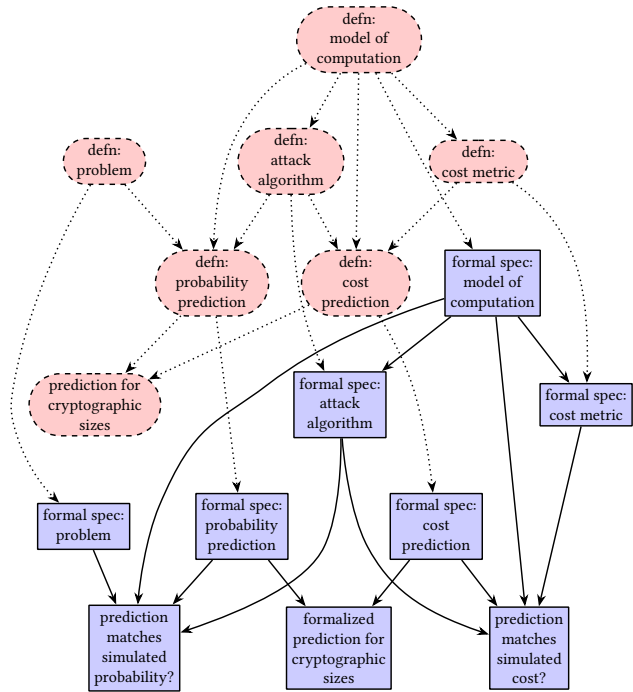 defn:
model of
computation
defn:
problem
defn:
attack
algorithm
defn:
cost metric
defn:
probability
prediction
defn:
cost
prediction
formal spec:
model of
computation
prediction for
cryptographic
sizes
formal spec:
attack
algorithm
formal spec:
cost metric
formal spec:
problem
formal spec:
probability
prediction
formal spec:
cost
prediction
prediction
matches
simulated
probability?
formalized
prediction for
cryptographic
sizes
prediction
matches
simulated
cost?